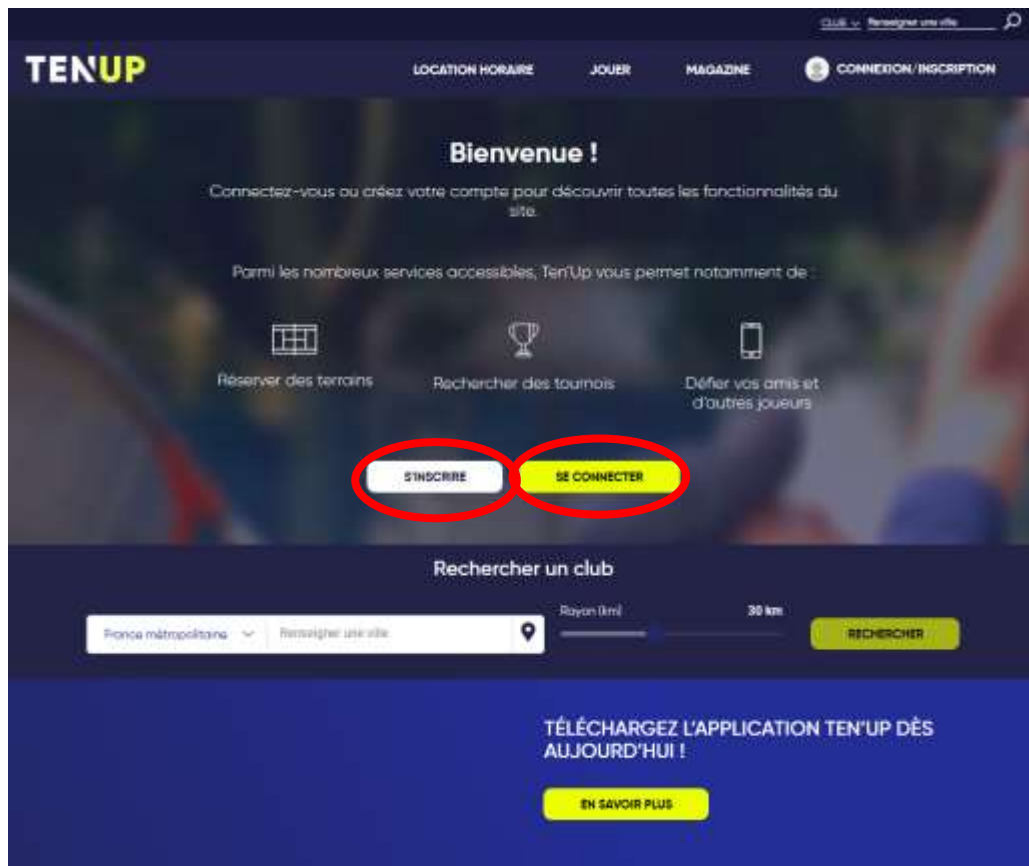 CLUB Renseigner une ville
TEN'UP
LOCATION HORAIRE JOUER MAGAZINE CONNEXION/INSCRIPTION
Bienvenue !
Connectez-vous ou créez votre compte pour découvrir toutes les fonctionnalités du
site.
Parmi les nombreux services accessibles, Ten'Up vous permet notamment de :
Réserver des terrains
Rechercher des tournois
Défier vos amis et
d'autres joueurs
S'INSCRIRE
SE CONNECTER
Rechercher un club
Rayon (km) 30 km
France métropolitaine Renseigner une ville RECHERCHER
TÉLÉCHARGEZ L'APPLICATION TEN'UP DÈS
AUJOURD'HUI !
EN SAVOIR PLUS